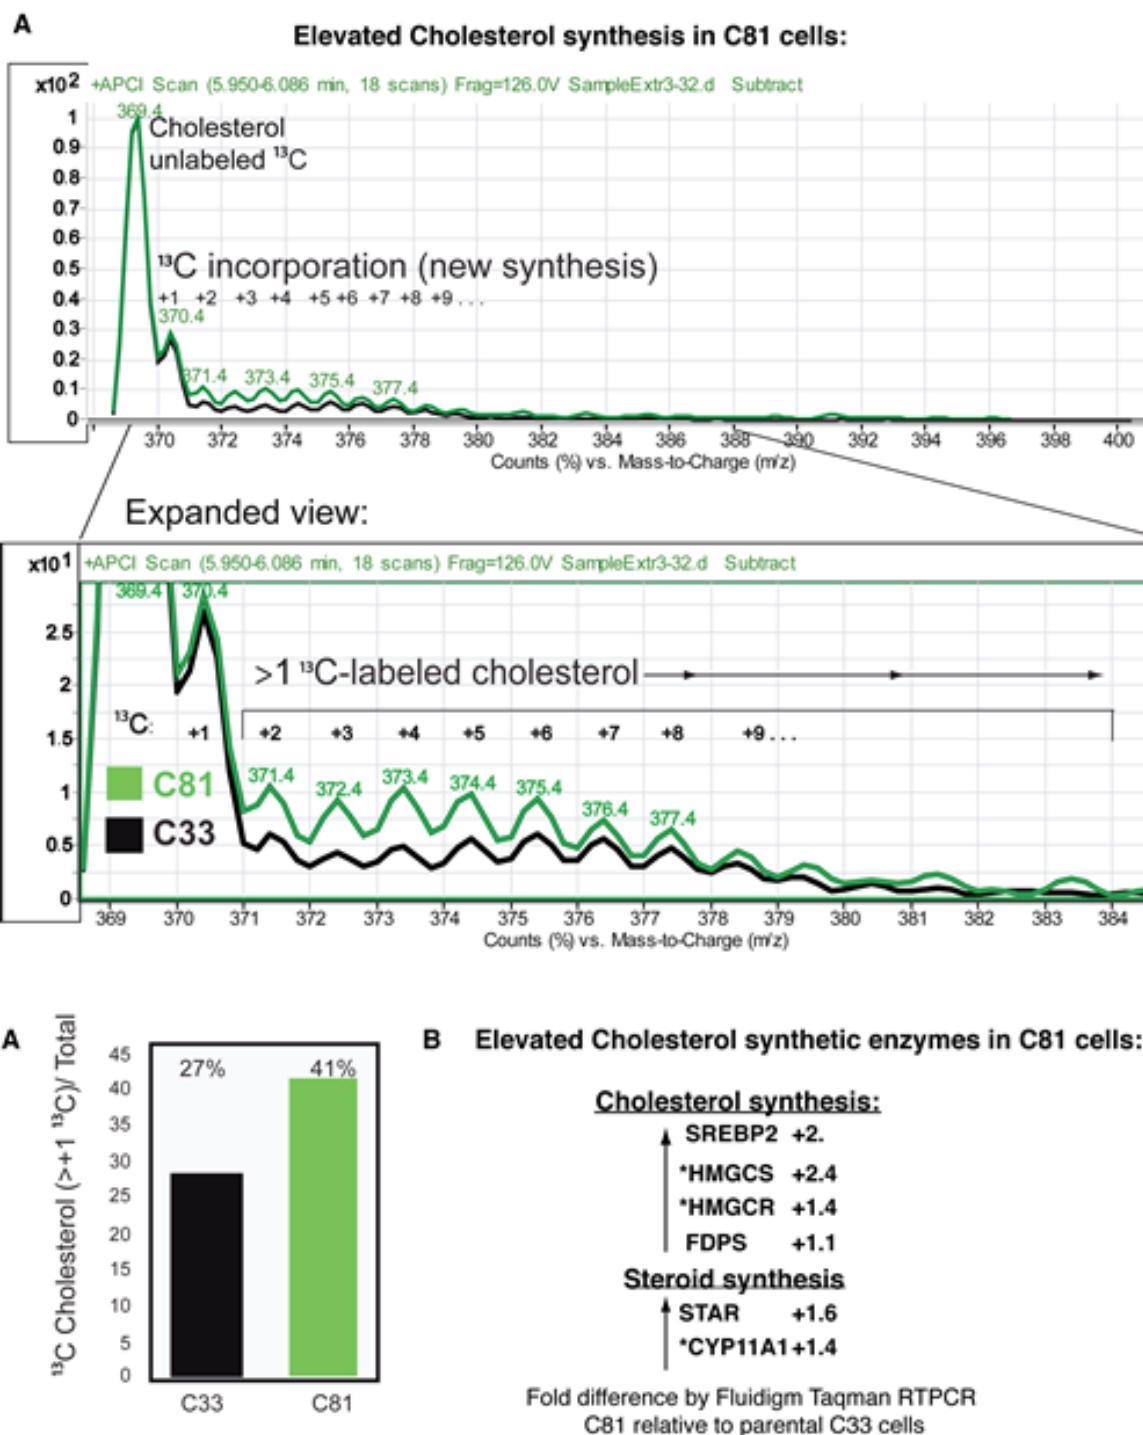 A
Elevated Cholesterol synthesis in C81 cells:
x10² +APCI Scan (5.950-6.086 min, 18 scans) Frag=126.0V SampleExtr3-32.d Subtract
369.4
1
Cholesterol
unlabeled ¹³C
0.9
0.8
0.7
0.6
0.5
¹³C incorporation (new synthesis)
0.4
+1 +2 +3 +4 +5 +6 +7 +8 +9 . . .
370.4
0.3
0.2
371.4 373.4 375.4 377.4
0.1
0
370 372 374 376 378 380 382 384 386 388 390 392 394 396 398 400
Counts (%) vs. Mass-to-Charge (m/z)
Expanded view:
x10¹ +APCI Scan (5.950-6.086 min, 18 scans) Frag=126.0V SampleExtr3-32.d Subtract
369.4 370.4
2.5
>1 ¹³C-labeled cholesterol
2
¹³C: +1 +2 +3 +4 +5 +6 +7 +8 +9 . . .
1.5
C81
371.4 372.4 373.4 374.4 375.4 376.4 377.4
1
C33
0.5
0
369 370 371 372 373 374 375 376 377 378 379 380 381 382 383 384
Counts (%) vs. Mass-to-Charge (m/z)
A
¹³C Cholesterol (>+1 ¹³C)/ Total
45
40
35
30
25
20
15
10
5
0
27% 41%
C33 C81
B Elevated Cholesterol synthetic enzymes in C81 cells:
Cholesterol synthesis:
SREBP2 +2.
*HMGCS +2.4
*HMGCR +1.4
FDPS +1.1
Steroid synthesis
STAR +1.6
*CYP11A1 +1.4
Fold difference by Fluidigm Taqman RTPCR
C81 relative to parental C33 cells